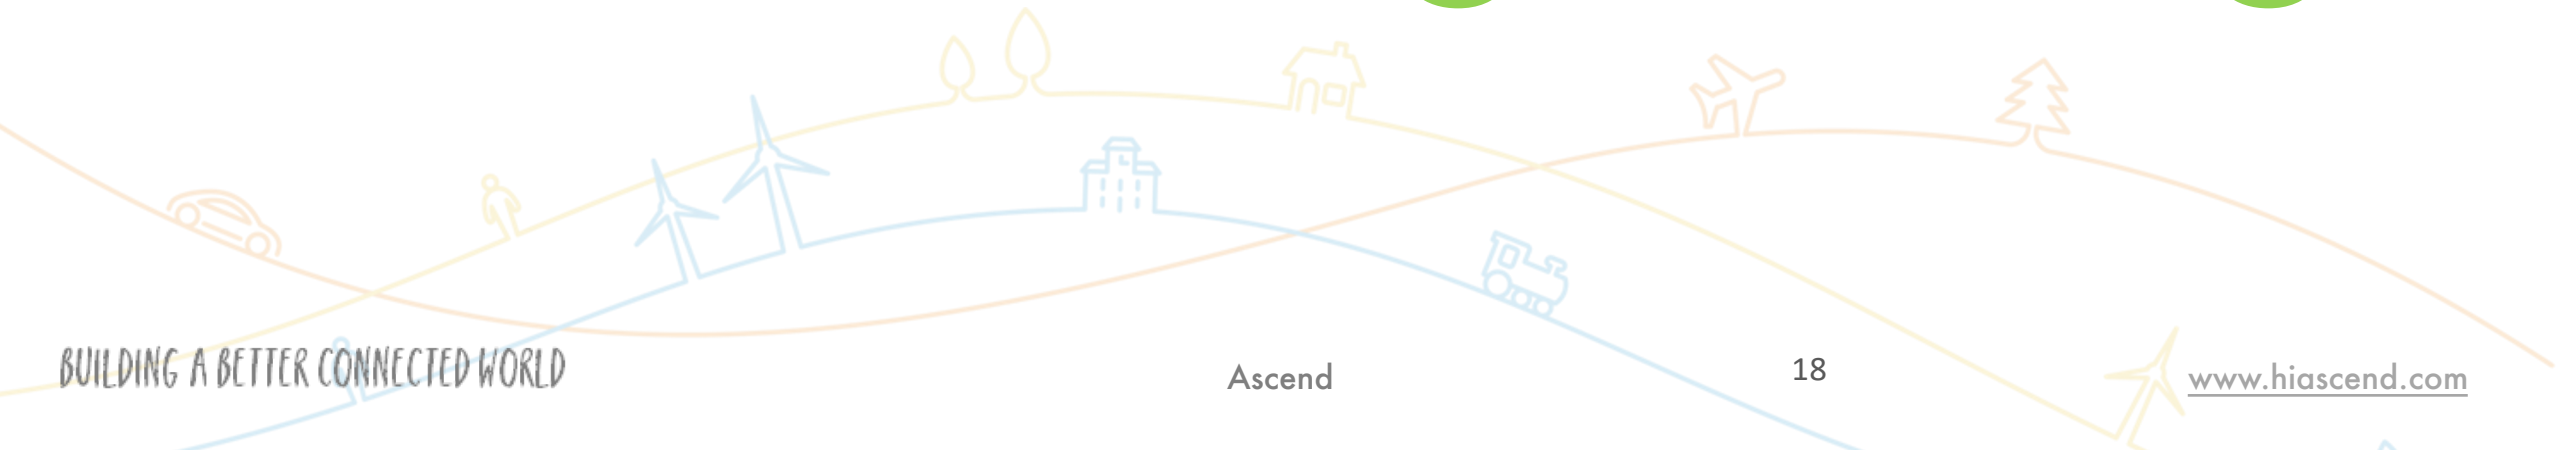 BUILDING A BETTER CONNECTED WORLD
Ascend
18
www.hiascend.com